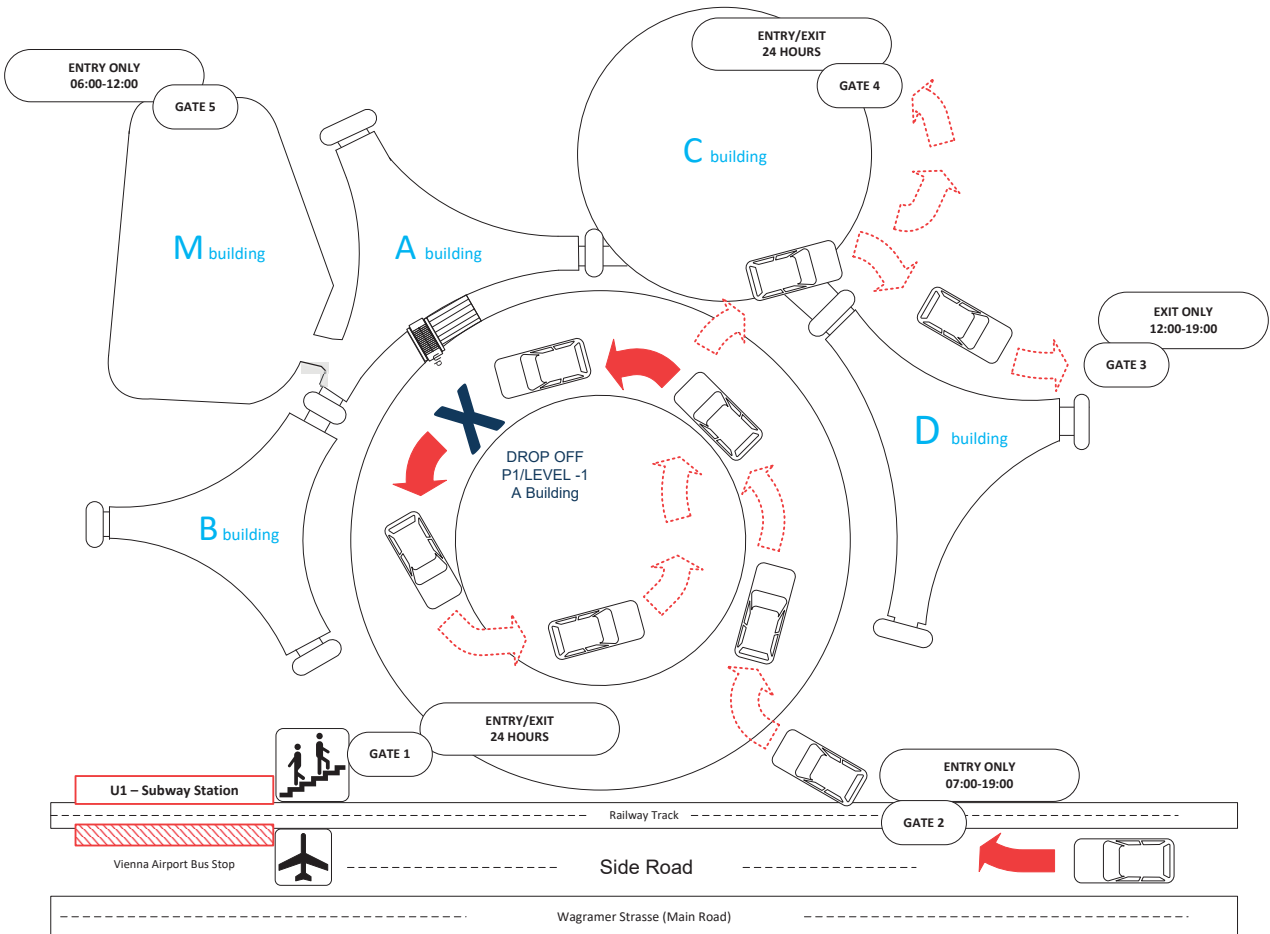 ENTRY/EXIT
24 HOURS
GATE 4
ENTRY ONLY
06:00-12:00
GATE 5
C building
M building
A building
EXIT ONLY
12:00-19:00
GATE 3
D building
DROP OFF
P1/LEVEL -1
A Building
B building
ENTRY/EXIT
24 HOURS
GATE 1
ENTRY ONLY
07:00-19:00
GATE 2
U1 – Subway Station
Railway Track
Vienna Airport Bus Stop
Side Road
Wagramer Strasse (Main Road)